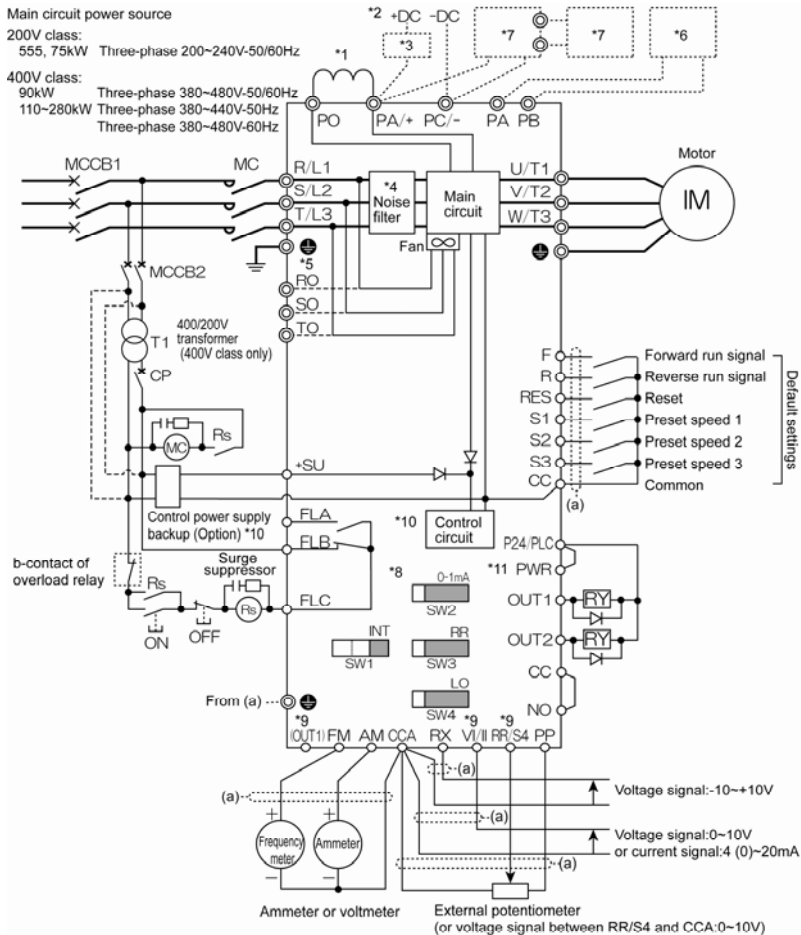 Main circuit power source
200V class:
555, 75kW Three-phase 200~240V-50/60Hz
400V class:
90kW Three-phase 380~480V-50/60Hz
110~280kW Three-phase 380~440V-50Hz
Three-phase 380~480V-60Hz
*1
*2 +DC -DC
*3
*7
*7
*6
PO
PA/+
PC/-
PA
PB
MCCB1
MC
R/L1
S/L2
T/L3
*4
Noise
filter
Main
circuit
Fan
U/T1
V/T2
W/T3
Motor
IM
*5
RO
SO
TO
MCCB2
T1
400/200V
transformer
(400V class only)
CP
MC
Rs
+SU
Control power supply
backup (Option) *10
FLA
FLB
FLC
*10
Control
circuit
b-contact of
overload relay
Rs
ON
OFF
Surge
suppressor
Rs
F
Forward run signal
R
Reverse run signal
RES
Reset
S1
Preset speed 1
S2
Preset speed 2
S3
Preset speed 3
CC
Common
Default settings
(a)
P24/PLC
*11 PWR
OUT1
RY
OUT2
RY
CC
NO
*8
0-1mA
SW2
INT
SW1
RR
SW3
LO
SW4
From (a)
*9
(OUT1)
FM
AM
CCA
RX
*9
VI/II
*9
RR/S4
PP
(a)
(a)
(a)
(a)
Voltage signal:-10~+10V
Voltage signal:0~10V
or current signal:4 (0)~20mA
+
Frequency
meter
−
+
Ammeter
−
Ammeter or voltmeter
External potentiometer
(or voltage signal between RR/S4 and CCA:0~10V)